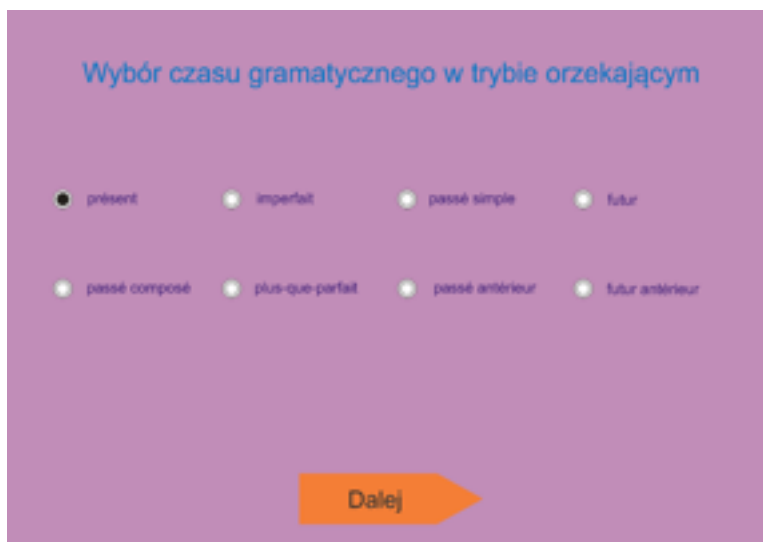 Wybór czasu gramatycznego w trybie orzekającym
présent imparfait passé simple futur
passé composé plus-que-parfait passé antérieur futur antérieur
Dalej